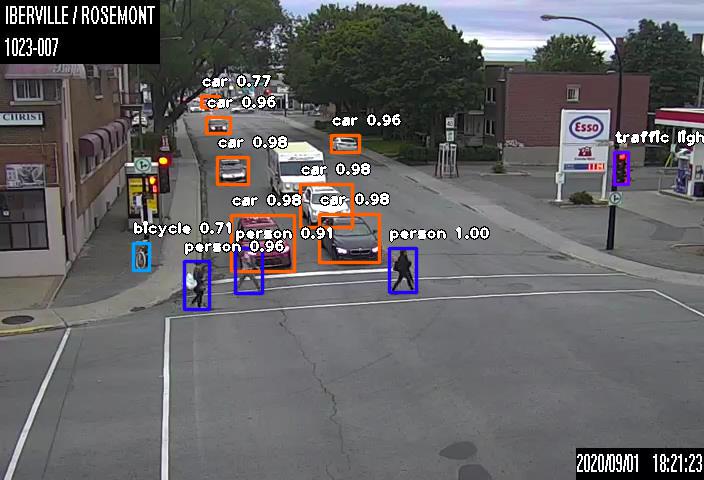 IBERVILLE / ROSEMONT
1023-007
CHRIST
car 0.77
car 0.96
car 0.96
car 0.98
car 0.98
car 0.98
car 0.98
Esso
traffic ligh
bicycle 0.71
person 0.91
person 0.96
person 1.00
2020/09/01 18:21:23